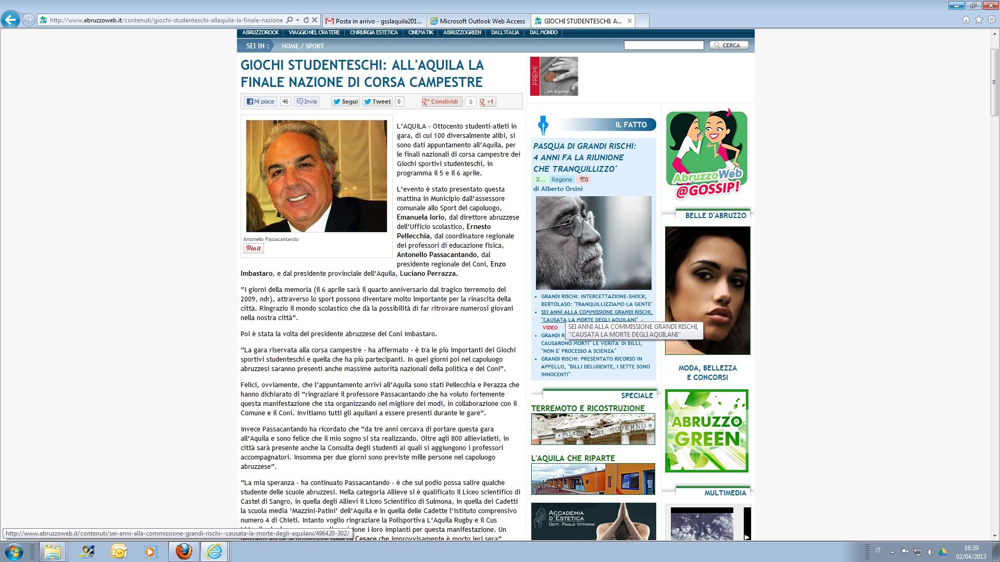 http://www.abruzzoweb.it/contenuti/giochi-studenteschi-allaquila-la-finale-nazione
Posta in arrivo - gsslaquila201...
Microsoft Outlook Web Access
GIOCHI STUDENTESCHI: A...
ABRUZZOROCK VIAGGIO NEL CRATERE CHIRURGIA ESTETICA CINEMATIK ABRUZZOGREEN DALL'ITALIA DAL MONDO
SEI IN : HOME / SPORT
CERCA
GIOCHI STUDENTESCHI: ALL'AQUILA LA
FINALE NAZIONE DI CORSA CAMPESTRE
Mi piace 46 Invia Segui Tweet 0 Condividi 0 +1
Antonello Passacantando
Pin it
L’AQUILA - Ottocento studenti-atleti in
gara, di cui 100 diversalmente alibi, si
sono dati appuntamento all’Aquila, per
le finali nazionali di corsa campestre dei
Giochi sportivi studenteschi, in
programma il 5 e il 6 aprile.
L’evento è stato presentato questa
mattina in Municipio dall’assessore
comunale allo Sport del capoluogo,
Emanuela Iorio, dal direttore abruzzese
dell’Ufficio scolastico, Ernesto
Pellecchia, dal coordinatore regionale
dei professori di educazione fisica,
Antonello Passacantando, dal
presidente regionale del Coni, Enzo
Imbastaro, e dal presidente provinciale dell’Aquila, Luciano Perrazza.
”I giorni della memoria (il 6 aprile sarà il quarto anniversario dal tragico terremoto del
2009, ndr), attraverso lo sport possono diventare molto importante per la rinascita della
città. Ringrazio il mondo scolastico che dà la possibilità di far ritrovare numerosi giovani
nella nostra città”.
Poi è stata la volta del presidente abruzzese del Coni Imbastaro.
”La gara riservata alla corsa campestre - ha affermato - è tra le più importanti dei Giochi
sportivi studenteschi e quella che ha più partecipanti. In quei giorni poi nel capoluogo
abruzzesi saranno presenti anche massime autorità nazionali della politica e del Coni”.
Felici, ovviamente, che l’appuntamento arrivi all’Aquila sono stati Pellecchia e Perazza che
hanno dichiarato di ”ringraziare il professore Passacantando che ha voluto fortemente
questa manifestazione che sta organizzando nel migliore dei modi, in collaborazione con il
Comune e il Coni. Invitiamo tutti gli aquilani a essere presenti durante le gare”.
Invece Passacantando ha ricordato che ”da tre anni cercava di portare questa gara
all’Aquila e sono felice che il mio sogno si sta realizzando. Oltre agli 800 allieviatleti, in
città sarà presente anche la Consulta degli studenti ai quali si aggiungono i professori
accompagnatori. Insomma per due giorni sono previste mille persone nel capoluogo
abruzzese”.
”La mia speranza - ha continuato Passacantando - è che sul podio possa salire qualche
studente delle scuole abruzzesi. Nella categoria Allieve si è qualificato il Liceo scientifico di
Castel di Sangro, in quella degli Allievi il Liceo Scientifico di Sulmona, in quella dei Cadetti
la scuola media ’Mazzini-Patini’ dell’Aquila e in quella delle Cadette l’Istituto comprensivo
numero 4 di Chieti. Intanto voglio ringraziare la Polisportiva L’Aquila Rugby e il Cus
i loro impianti per questa manifestazione. Un
Cesare che improvvisamente è morto ieri sera”
http://www.abruzzoweb.it/contenuti/sei-anni-alla-commissione-grandi-rischi--causata-la-morte-degli-aquilani/496420-302/
PREMI
...un legame
IL FATTO
PASQUA DI GRANDI RISCHI:
4 ANNI FA LA RIUNIONE
CHE TRANQUILLIZZO'
Il... Regione
di Alberto Orsini
GRANDI RISCHI: INTERCETTAZIONE-SHOCK;
BERTOLASO: 'TRANQUILLIZZIAMO LA GENTE'
SEI ANNI ALLA COMMISSIONE GRANDI RISCHI,
"CAUSATA LA MORTE DEGLI AQUILANI" -
VIDEO
SEI ANNI ALLA COMMISSIONE GRANDI RISCHI,
''CAUSATA LA MORTE DEGLI AQUILANI''
GRANDI
CAUSARONO MORTI" LE VERITA' DI BILLI,
"NON E' PROCESSO A SCIENZA"
GRANDI RISCHI: PRESENTATO RICORSO IN
APPELLO, "BILLI DELUDENTE, I SETTE SONO
INNOCENTI"
SPECIALE
TERREMOTO E RICOSTRUZIONE
PALAZZO DEL GOVERNO
L'AQUILA CHE RIPARTE
ACCADEMIA
D'ESTETICA
DOTT. PAOLO VITTORINI
AbruzzoWeb
@GOSSIP!
BELLE D'ABRUZZO
MODA, BELLEZZA
E CONCORSI
ABRUZZO
GREEN
MULTIMEDIA
IT
16:39
02/04/2013